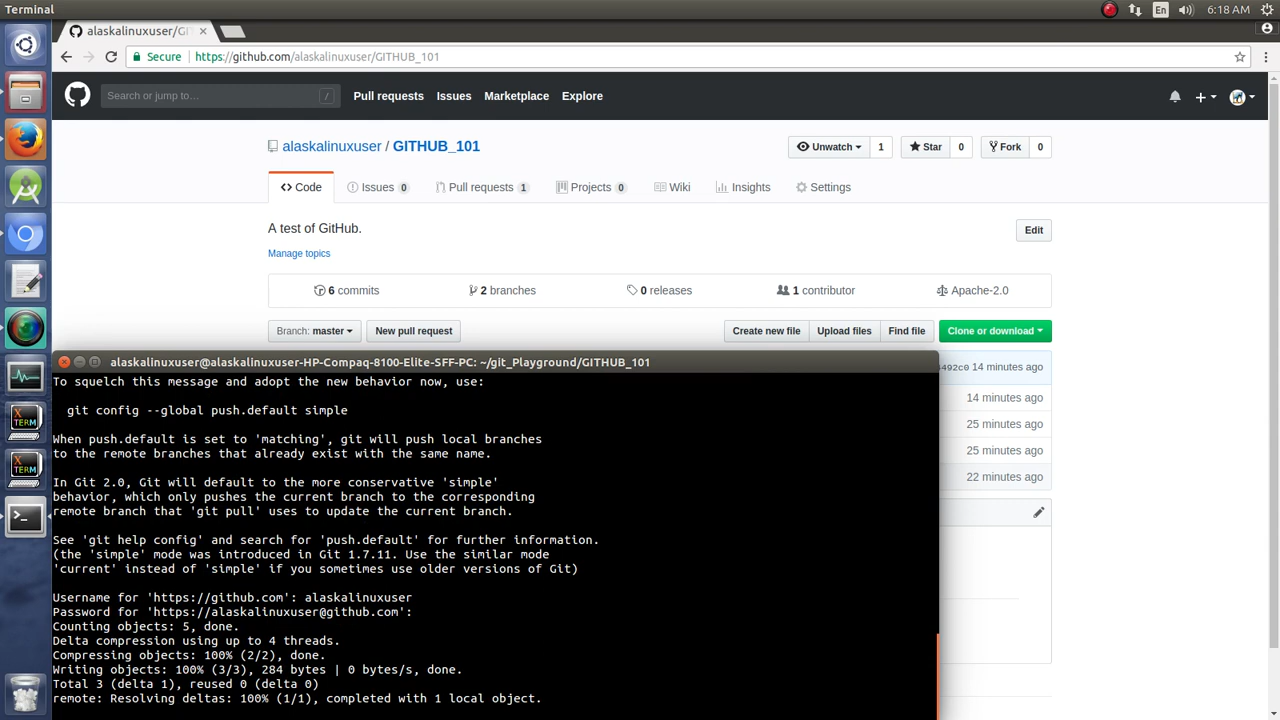 Terminal
En
6:18 AM
alaskalinuxuser/GI
Secure
https://github.com/alaskalinuxuser/GITHUB_101
Search or jump to…
/
Pull requests
Issues
Marketplace
Explore
alaskalinuxuser / GITHUB_101
Unwatch
1
Star
0
Fork
0
Code
Issues 0
Pull requests 1
Projects 0
Wiki
Insights
Settings
A test of GitHub.
Edit
Manage topics
6 commits
2 branches
0 releases
1 contributor
Apache-2.0
Branch: master
New pull request
Create new file
Upload files
Find file
Clone or download
alaskalinuxuser@alaskalinuxuser-HP-Compaq-8100-Elite-SFF-PC: ~/git_Playground/GITHUB_101
492c0 14 minutes ago
14 minutes ago
25 minutes ago
25 minutes ago
22 minutes ago
To squelch this message and adopt the new behavior now, use:
git config --global push.default simple
When push.default is set to 'matching', git will push local branches
to the remote branches that already exist with the same name.
In Git 2.0, Git will default to the more conservative 'simple'
behavior, which only pushes the current branch to the corresponding
remote branch that 'git pull' uses to update the current branch.
See 'git help config' and search for 'push.default' for further information.
(the 'simple' mode was introduced in Git 1.7.11. Use the similar mode
'current' instead of 'simple' if you sometimes use older versions of Git)
Username for 'https://github.com': alaskalinuxuser
Password for 'https://alaskalinuxuser@github.com':
Counting objects: 5, done.
Delta compression using up to 4 threads.
Compressing objects: 100% (2/2), done.
Writing objects: 100% (3/3), 284 bytes | 0 bytes/s, done.
Total 3 (delta 1), reused 0 (delta 0)
remote: Resolving deltas: 100% (1/1), completed with 1 local object.
X
TERM
X
TERM